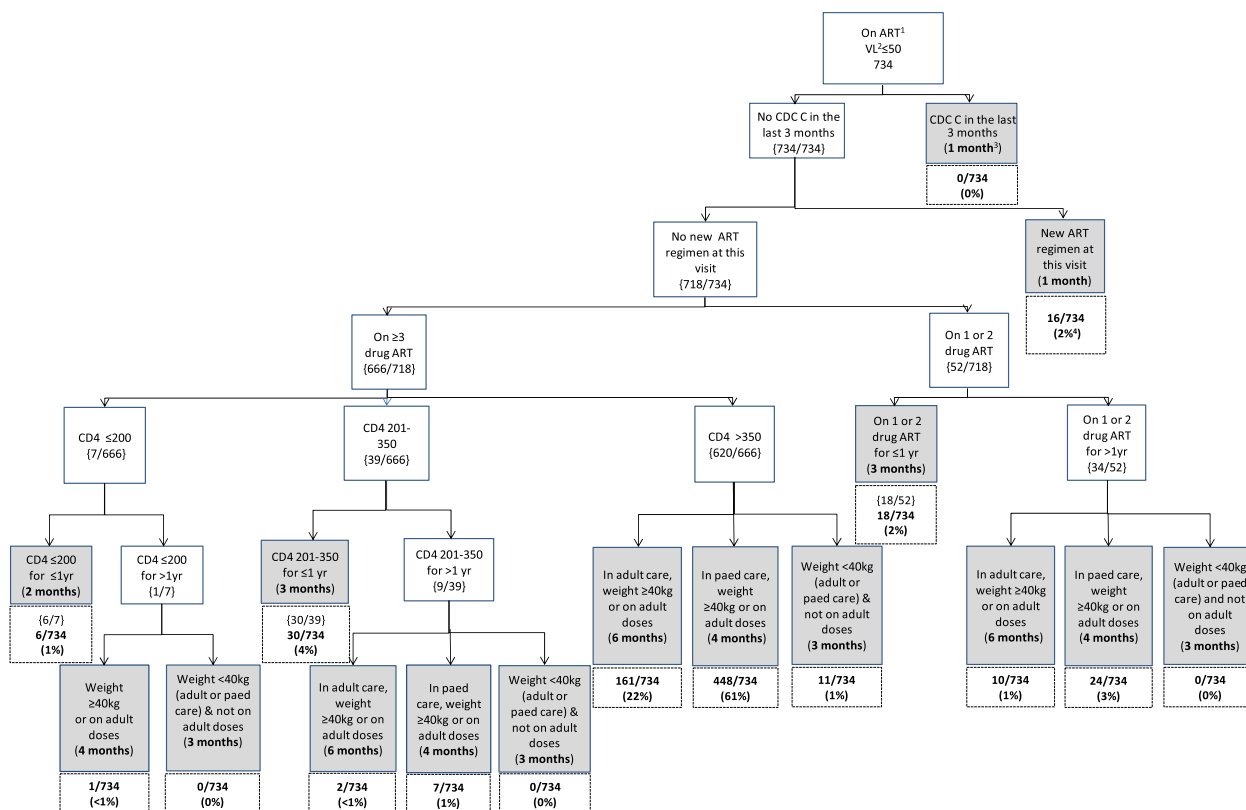 On ART¹
VL²≤50
734
No CDC C in the
last 3 months
{734/734}
CDC C in the last
3 months
(1 month³)
0/734
(0%)
No new ART
regimen at this
visit
{718/734}
New ART
regimen at
this visit
(1 month)
16/734
(2%⁴)
On ≥3
drug ART
{666/718}
On 1 or 2
drug ART
{52/718}
CD4 ≤200
{7/666}
CD4 201-
350
{39/666}
CD4 >350
{620/666}
On 1 or 2
drug ART
for ≤1 yr
(3 months)
{18/52}
18/734
(2%)
On 1 or 2
drug ART
for >1yr
{34/52}
CD4 ≤200
for ≤1yr
(2 months)
{6/7}
6/734
(1%)
CD4 ≤200
for >1yr
{1/7}
CD4 201-350
for ≤1 yr
(3 months)
{30/39}
30/734
(4%)
CD4 201-350
for >1 yr
{9/39}
In adult care,
weight ≥40kg
or on adult
doses
(6 months)
161/734
(22%)
In paed care,
weight
≥40kg or on
adult doses
(4 months)
448/734
(61%)
Weight <40kg
(adult or
paed care) &
not on adult
doses
(3 months)
11/734
(1%)
In adult care,
weight ≥40kg
or on adult
doses
(6 months)
10/734
(1%)
In paed care,
weight
≥40kg or on
adult doses
(4 months)
24/734
(3%)
Weight <40kg
(adult or paed
care) and not
on adult
doses
(3 months)
0/734
(0%)
Weight
≥40kg
or on adult
doses
(4 months)
1/734
(<1%)
Weight <40kg
(adult or paed
care) & not on
adult doses
(3 months)
0/734
(0%)
In adult care,
weight
≥40kg or on
adult doses
(6 months)
2/734
(<1%)
In paed
care, weight
≥40kg or on
adult doses
(4 months)
7/734
(1%)
Weight <40kg
(adult or
paed care) &
not on adult
doses
(3 months)
0/734
(0%)